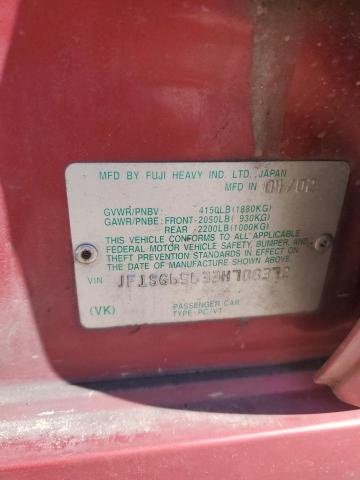 MFD BY FUJI HEAVY IND. LTD. JAPAN
MFD IN
GVWR/PNBV: 4150LB(1880KG)
GAWR/PNBE: FRONT-2050LB( 930KG)
REAR -2200LB(1000KG)
THIS VEHICLE CONFORMS TO ALL APPLICABLE
FEDERAL MOTOR VEHICLE SAFETY, BUMPER, AND
THEFT PREVENTION STANDARDS IN EFFECT ON
THE DATE OF MANUFACTURE SHOWN ABOVE.
VIN
PASSENGER CAR
(VK) TYPE PC/VT: